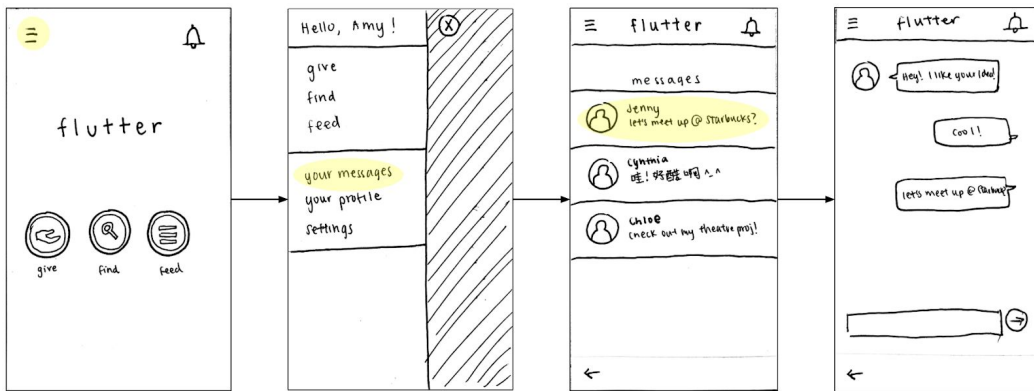 flutter
give
find
feed
Hello, Amy!
give
find
feed
your messages
your profile
settings
flutter
messages
Jenny
let's meet up @ Starbucks?
Cynthia
哇!好酷啊 ^_^
Chloe
Check out my theatre proj!
flutter
Hey! I like your idea!
Cool!
let's meet up @ Starbucks